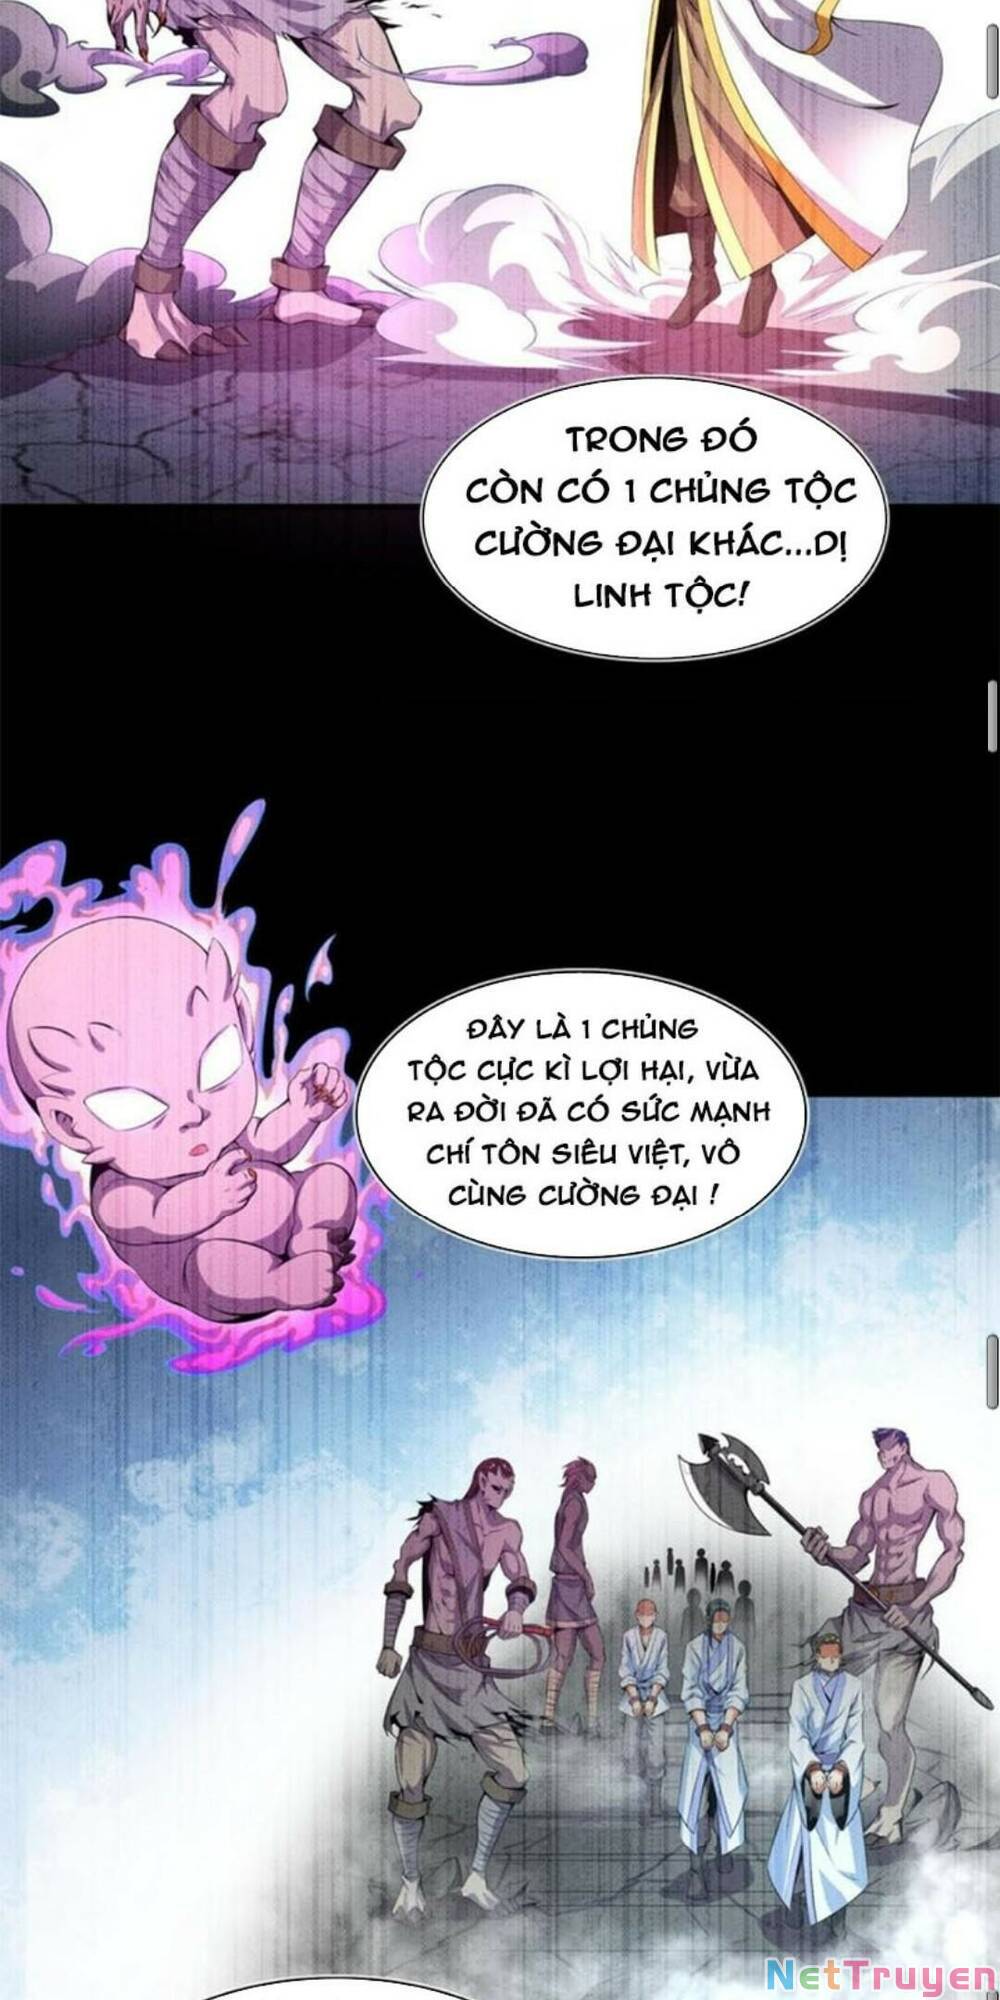 TRONG ĐÓ
CÒN CÓ 1 CHỦNG TỘC
CƯỜNG ĐẠI KHÁC...DỊ
LINH TỘC!
ĐÂY LÀ 1 CHỦNG
TỘC CỰC KÌ LỢI HẠI, VỪA
RA ĐỜI ĐÃ CÓ SỨC MẠNH
CHÍ TÔN SIÊU VIỆT, VÔ
CÙNG CƯỜNG ĐẠI !
NetTruyen